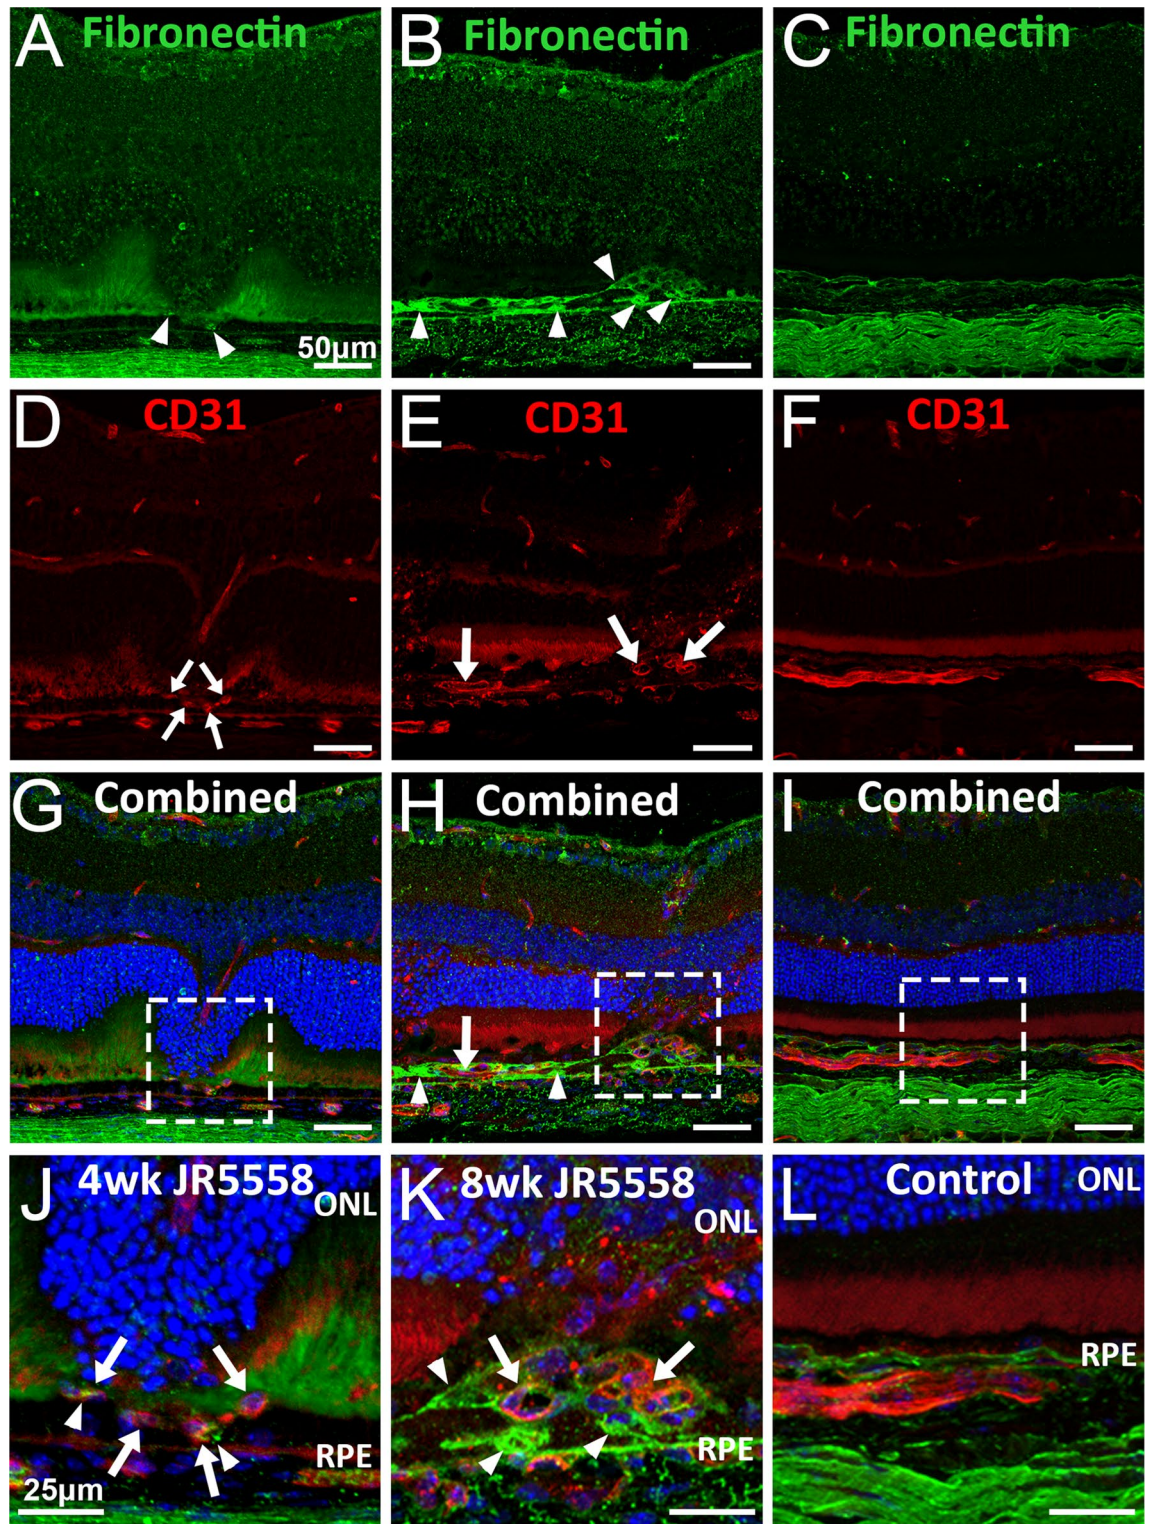 A Fibronectin
B Fibronectin
C Fibronectin
50µm
D CD31
E CD31
F CD31
G Combined
H Combined
I Combined
J 4wk JR5558 ONL
K 8wk JR5558
ONL
L Control ONL
RPE
RPE
RPE
25µm